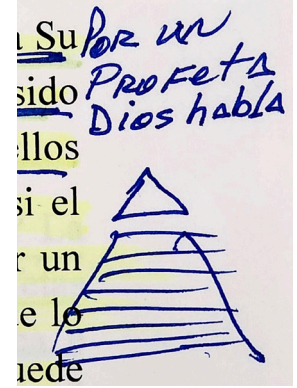 a Su
sido
ellos
si el
r un
e lo
uede
Por un
Profeta
Dios habla